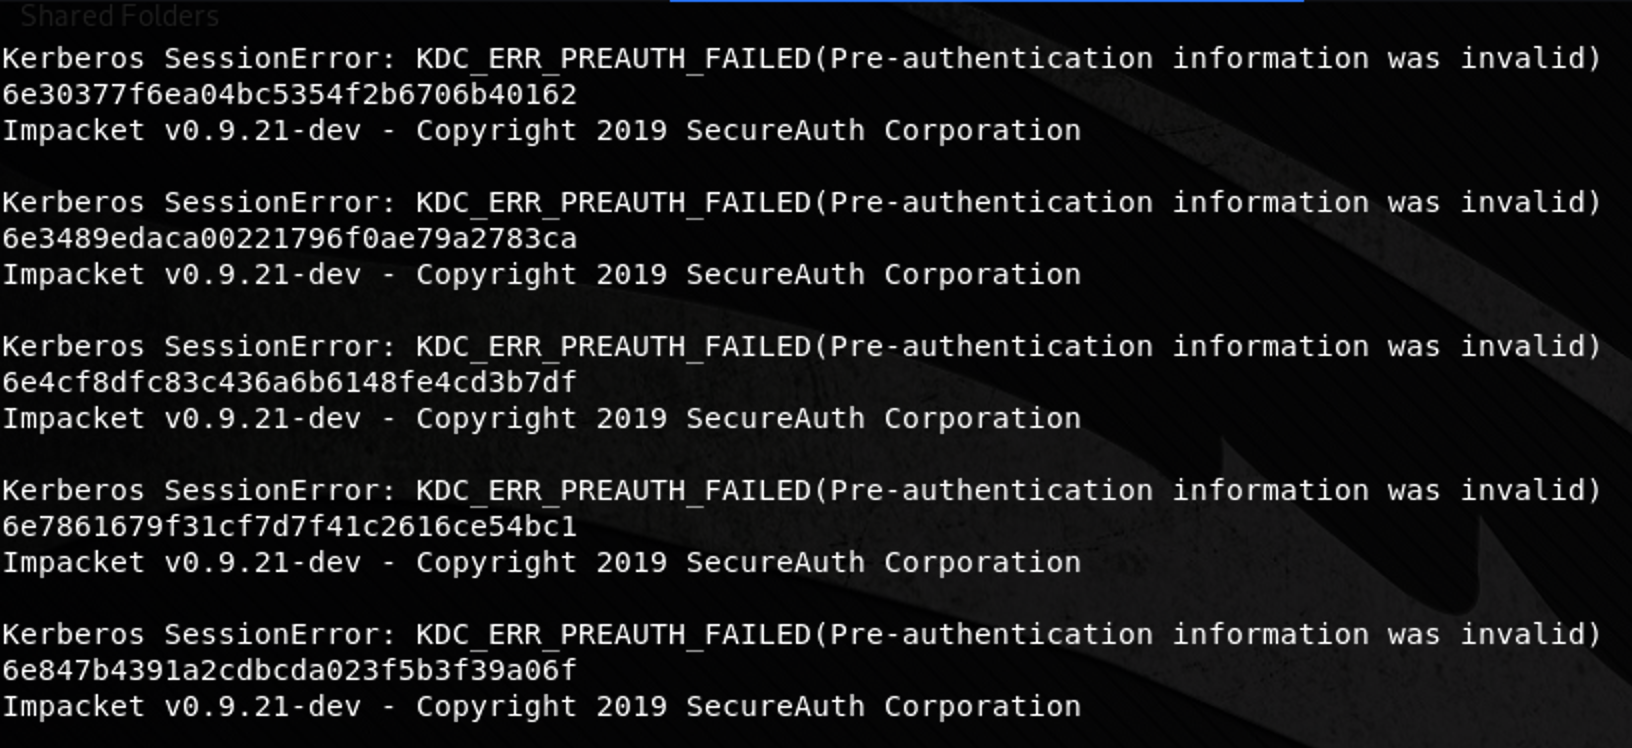 Shared Folders
Kerberos SessionError: KDC_ERR_PREAUTH_FAILED(Pre-authentication information was invalid)
6e30377f6ea04bc5354f2b6706b40162
Impacket v0.9.21-dev - Copyright 2019 SecureAuth Corporation
Kerberos SessionError: KDC_ERR_PREAUTH_FAILED(Pre-authentication information was invalid)
6e3489edaca00221796f0ae79a2783ca
Impacket v0.9.21-dev - Copyright 2019 SecureAuth Corporation
Kerberos SessionError: KDC_ERR_PREAUTH_FAILED(Pre-authentication information was invalid)
6e4cf8dfc83c436a6b6148fe4cd3b7df
Impacket v0.9.21-dev - Copyright 2019 SecureAuth Corporation
Kerberos SessionError: KDC_ERR_PREAUTH_FAILED(Pre-authentication information was invalid)
6e7861679f31cf7d7f41c2616ce54bc1
Impacket v0.9.21-dev - Copyright 2019 SecureAuth Corporation
Kerberos SessionError: KDC_ERR_PREAUTH_FAILED(Pre-authentication information was invalid)
6e847b4391a2cdbcda023f5b3f39a06f
Impacket v0.9.21-dev - Copyright 2019 SecureAuth Corporation